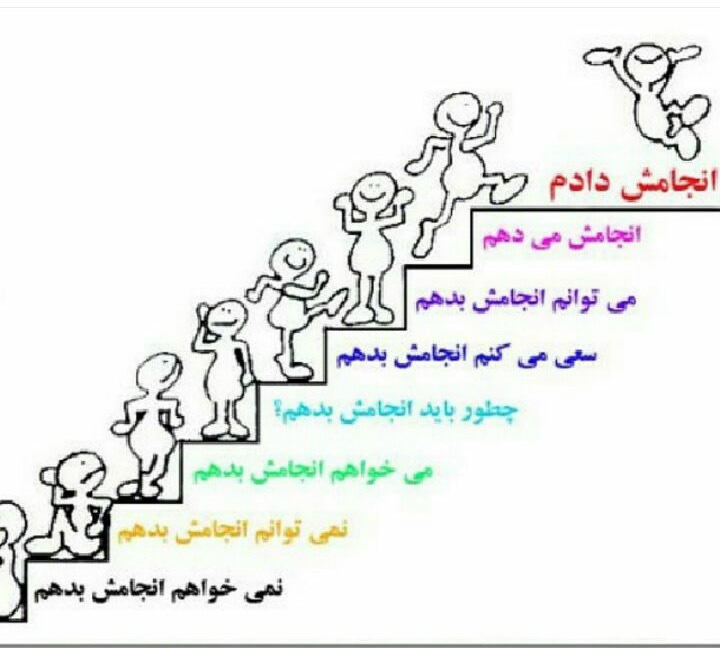 انجامش دادم
انجامش می دهم
می توانم انجامش بدهم
سعی می کنم انجامش بدهم
چطور باید انجامش بدهم؟
می خواهم انجامش بدهم
نمی توانم انجامش بدهم
نمی خواهم انجامش بدهم